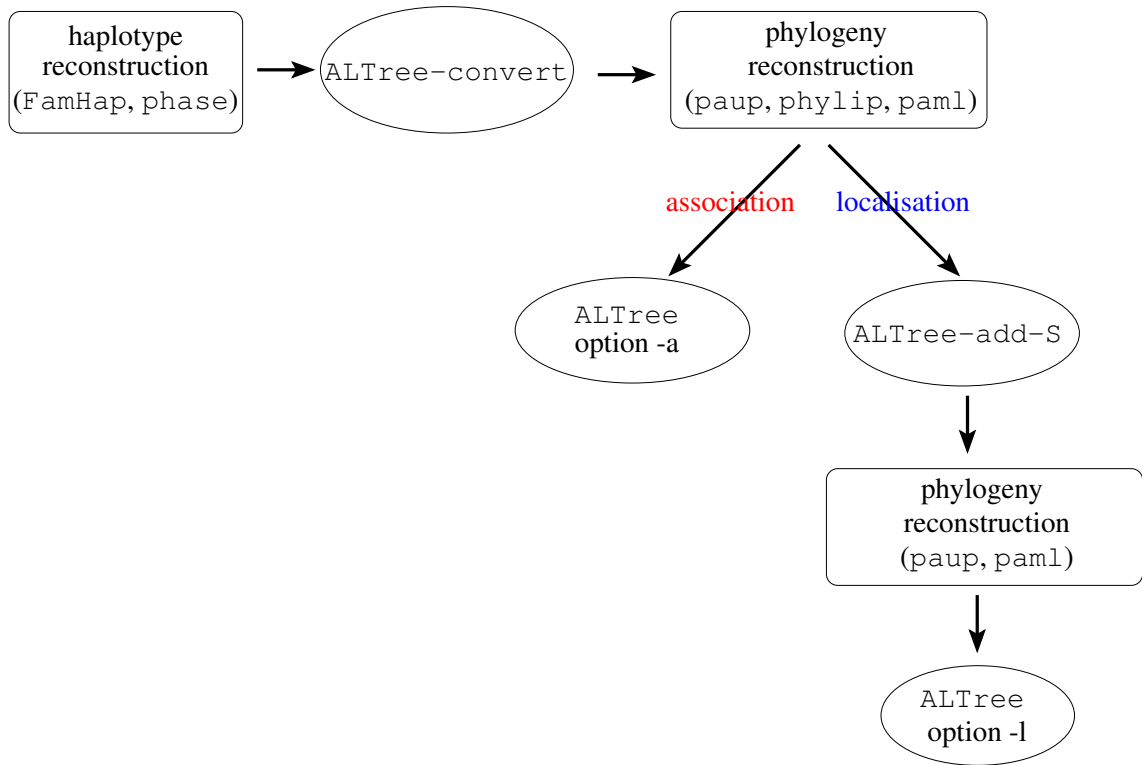 haplotype
reconstruction
(FamHap, phase)
ALTree-convert
phylogeny
reconstruction
(paup, phylip, paml)
association
localisation
ALTree
option -a
ALTree-add-S
phylogeny
reconstruction
(paup, paml)
ALTree
option -l